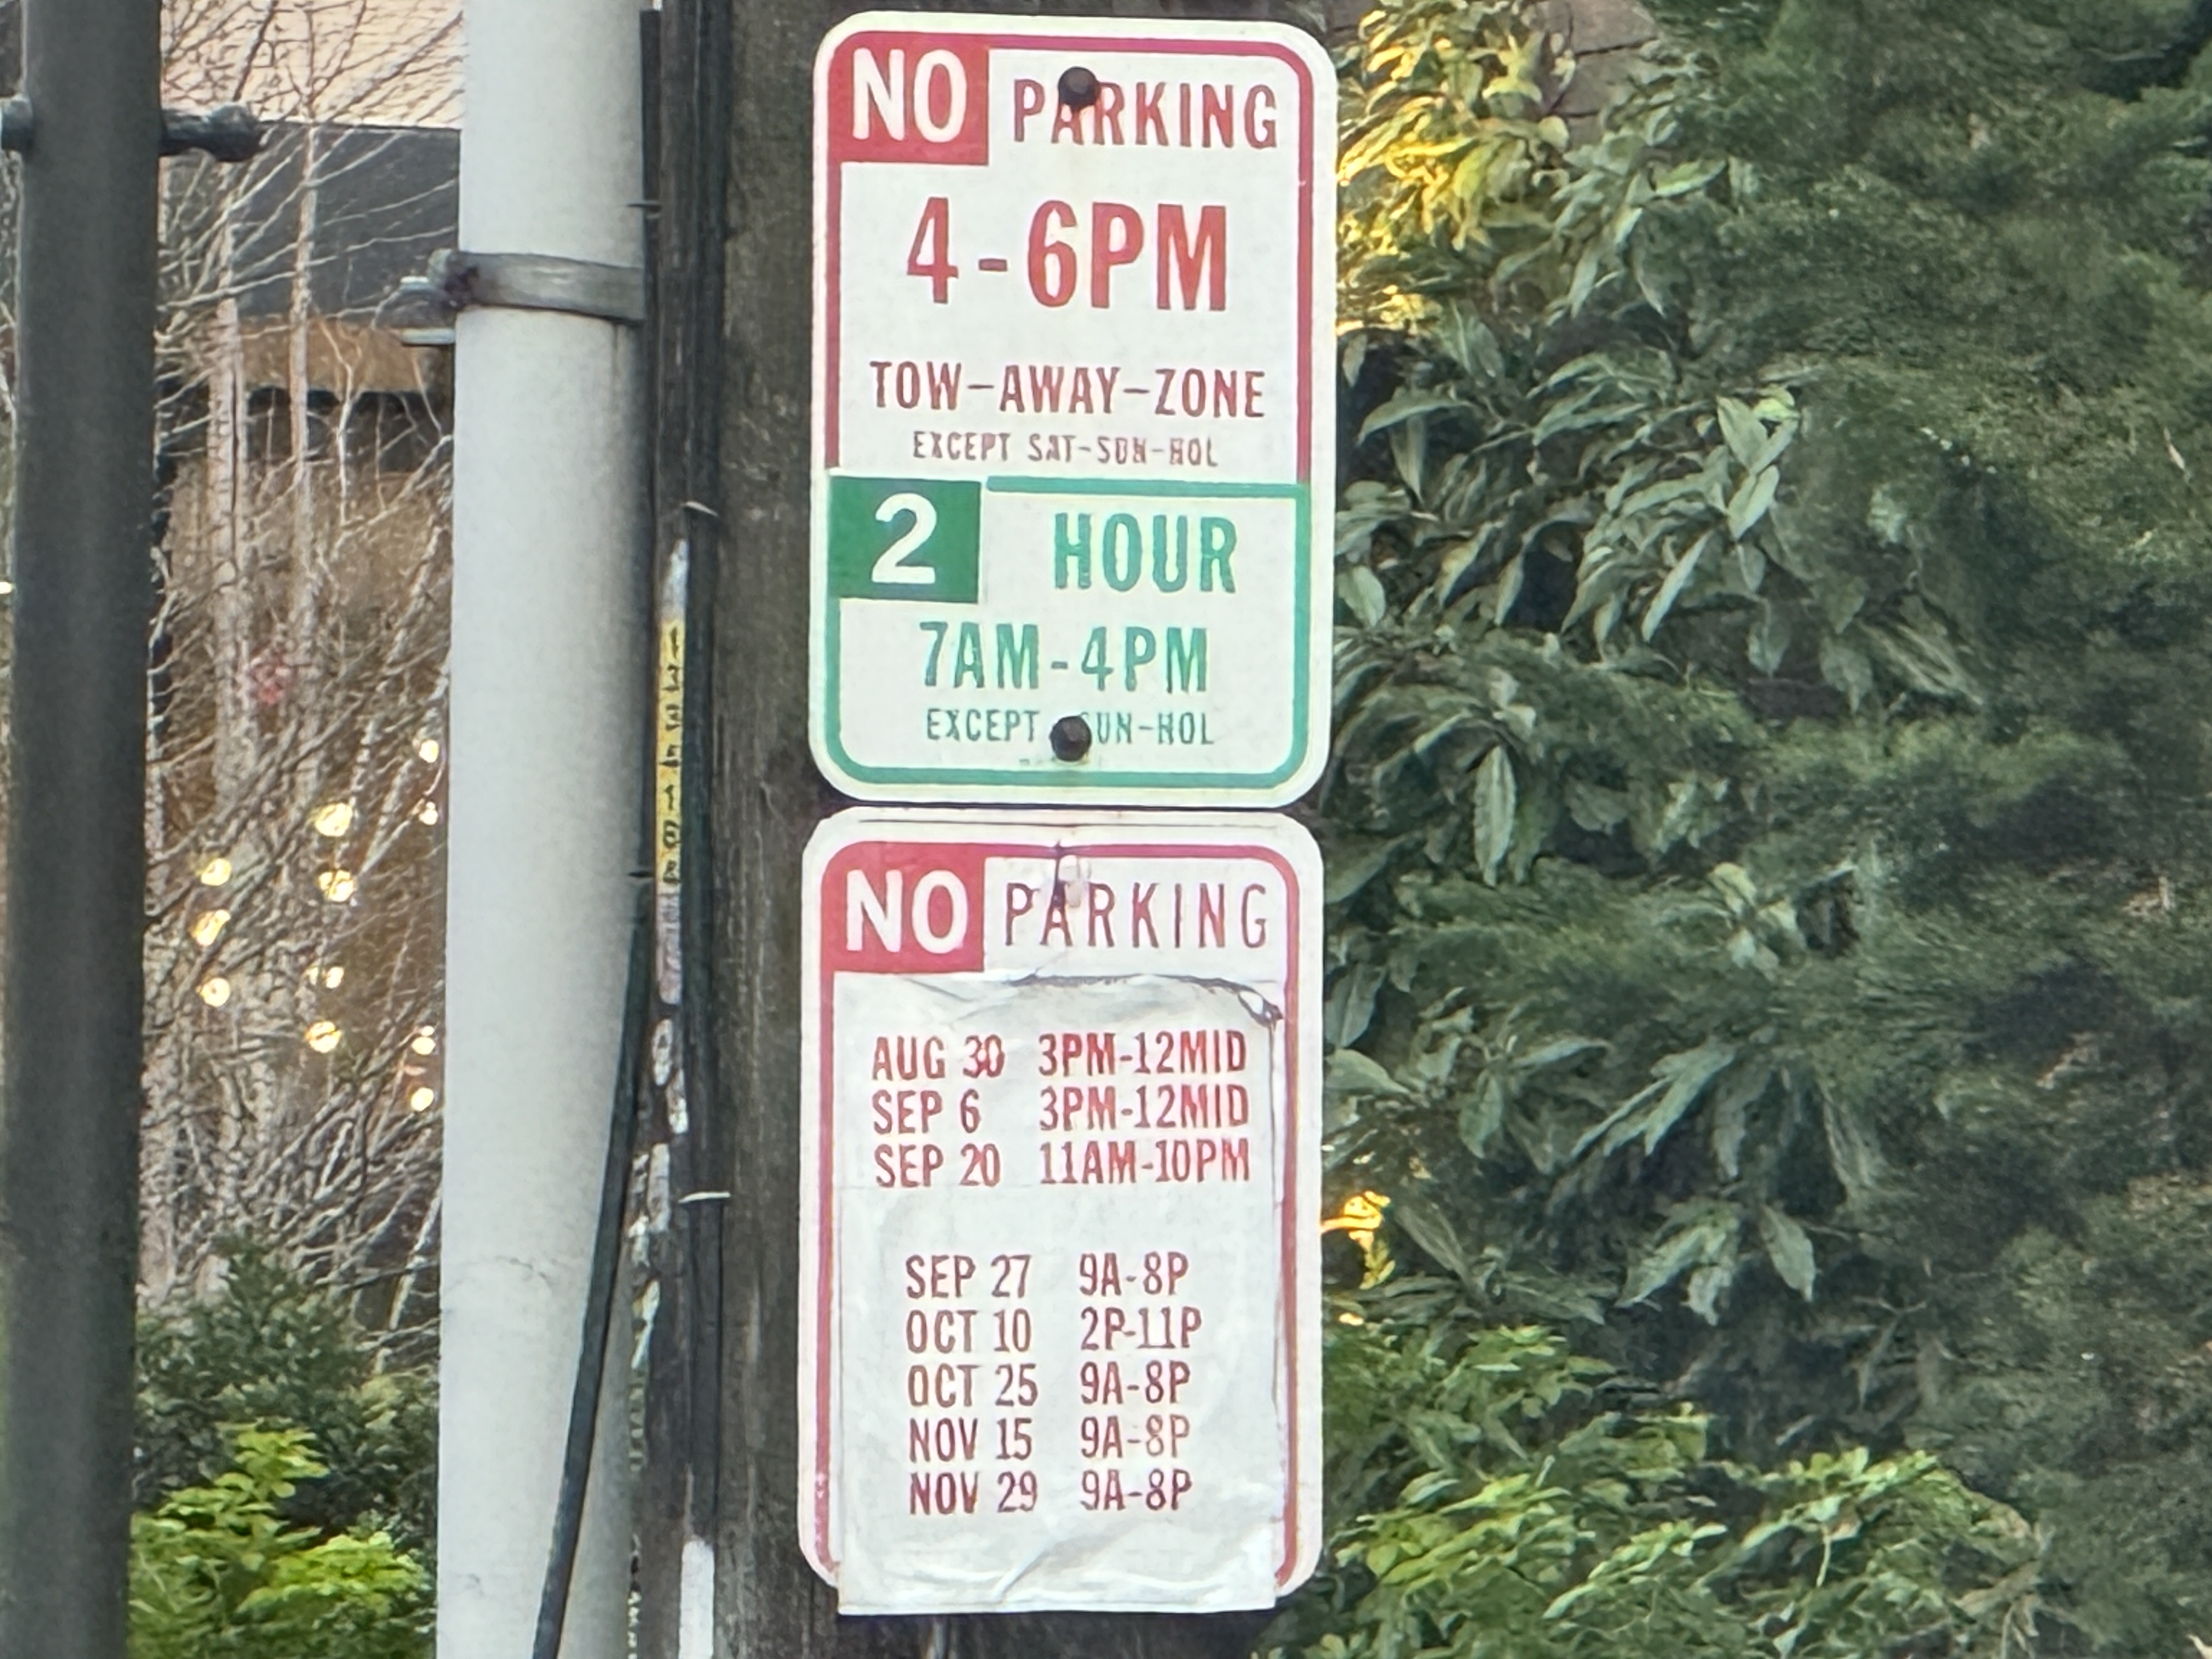 NO PARKING
4-6PM
TOW-AWAY-ZONE
EXCEPT SAT-SUN-HOL
2 HOUR
7AM-4PM
EXCEPT SUN-HOL
NO PARKING
AUG 30 3PM-12MID
SEP 6 3PM-12MID
SEP 20 11AM-10PM
SEP 27 9A-8P
OCT 10 2P-11P
OCT 25 9A-8P
NOV 15 9A-8P
NOV 29 9A-8P